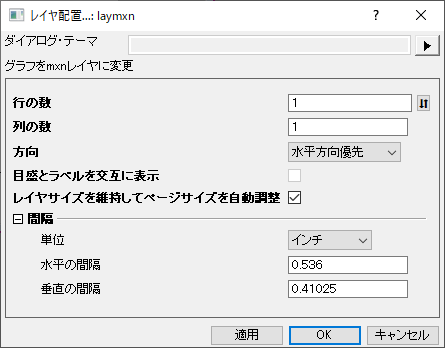 レイヤ配置...: laymxn
ダイアログ・テーマ
グラフをmxnレイヤに変更
行の数 1
列の数 1
方向 水平方向優先
目盛とラベルを交互に表示
レイヤサイズを維持してページサイズを自動調整
間隔
単位 インチ
水平の間隔 0.536
垂直の間隔 0.41025
適用 OK キャンセル